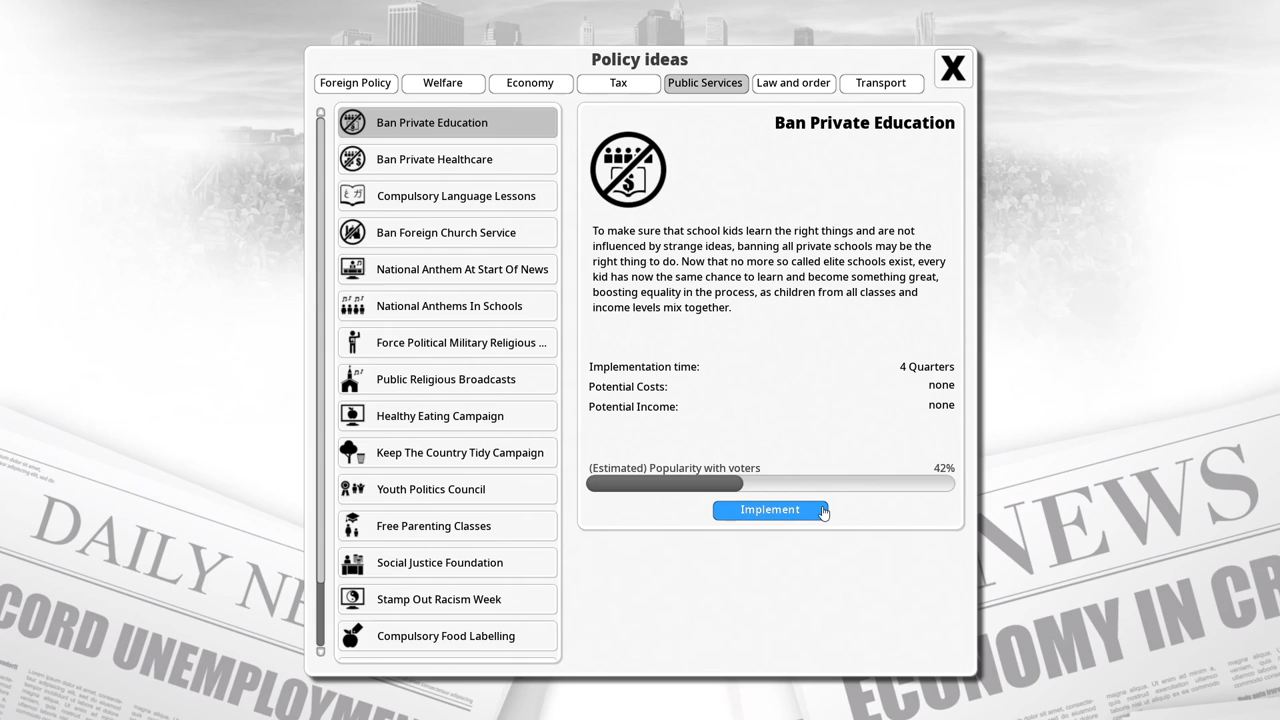 Policy ideas
X
Foreign Policy
Welfare
Economy
Tax
Public Services
Law and order
Transport
Ban Private Education
Ban Private Healthcare
Compulsory Language Lessons
Ban Foreign Church Service
National Anthem At Start Of News
National Anthems In Schools
Force Political Military Religious ...
Public Religious Broadcasts
Healthy Eating Campaign
Keep The Country Tidy Campaign
Youth Politics Council
Free Parenting Classes
Social Justice Foundation
Stamp Out Racism Week
Compulsory Food Labelling
Ban Private Education
To make sure that school kids learn the right things and are not
influenced by strange ideas, banning all private schools may be the
right thing to do. Now that no more so called elite schools exist, every
kid has now the same chance to learn and become something great,
boosting equality in the process, as children from all classes and
income levels mix together.
Implementation time: 4 Quarters
Potential Costs: none
Potential Income: none
(Estimated) Popularity with voters 42%
Implement
DAILY NE
CORD UNEMPLOYM
NEWS
ECONOMY IN CR